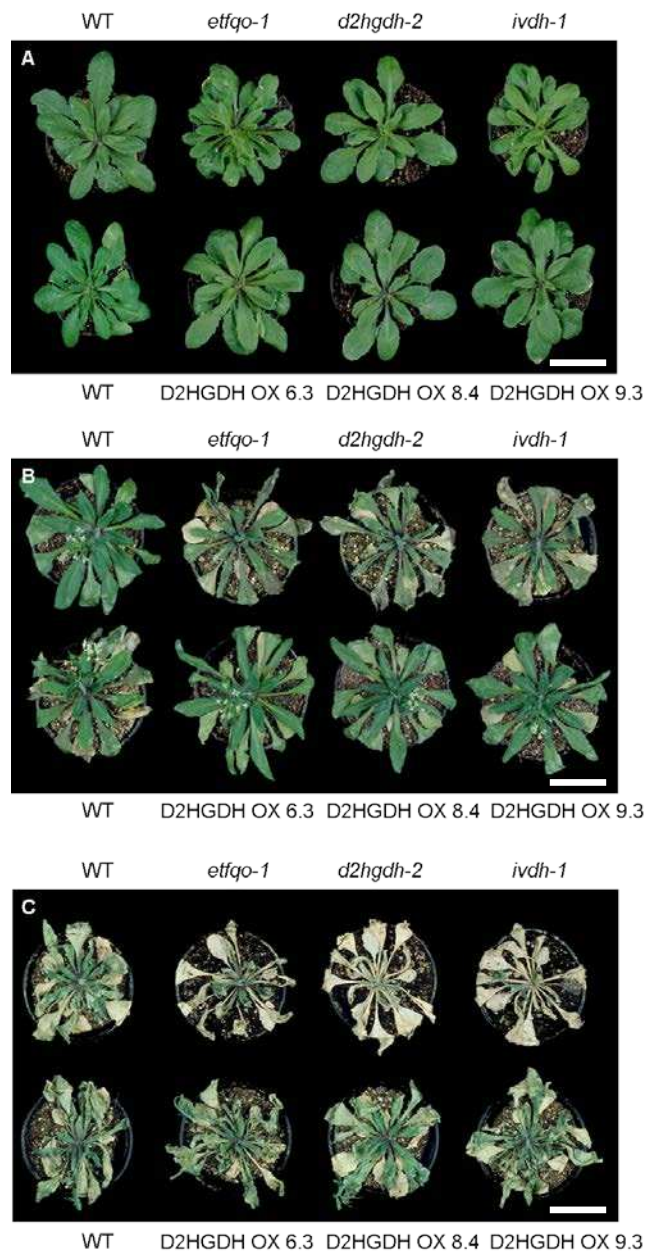 WT etfqo-1 d2hgdh-2 ivdh-1
A
WT D2HGDH OX 6.3 D2HGDH OX 8.4 D2HGDH OX 9.3
WT etfqo-1 d2hgdh-2 ivdh-1
B
WT D2HGDH OX 6.3 D2HGDH OX 8.4 D2HGDH OX 9.3
WT etfqo-1 d2hgdh-2 ivdh-1
C
WT D2HGDH OX 6.3 D2HGDH OX 8.4 D2HGDH OX 9.3